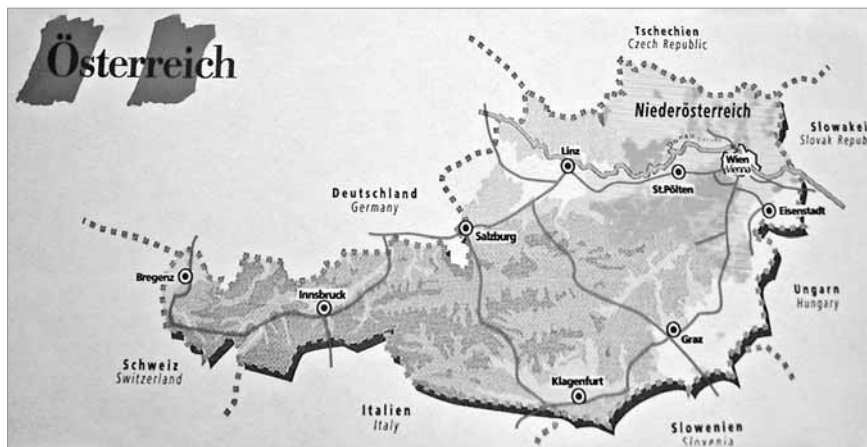 Österreich
Tschechien
Czech Republic
Niederösterreich
Slowakei
Slovak Republ
Linz
Wien
Vienna
St.Pölten
Deutschland
Germany
Eisenstadt
Salzburg
Bregenz
Innsbruck
Ungarn
Hungary
Graz
Schweiz
Switzerland
Klagenfurt
Italien
Italy
Slowenien
Slovenia